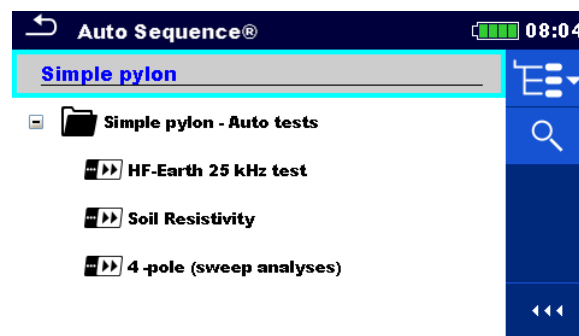 Auto Sequence® 08:04
Simple pylon
Simple pylon - Auto tests
HF-Earth 25 kHz test
Soil Resistivity
4 -pole (sweep analyses)